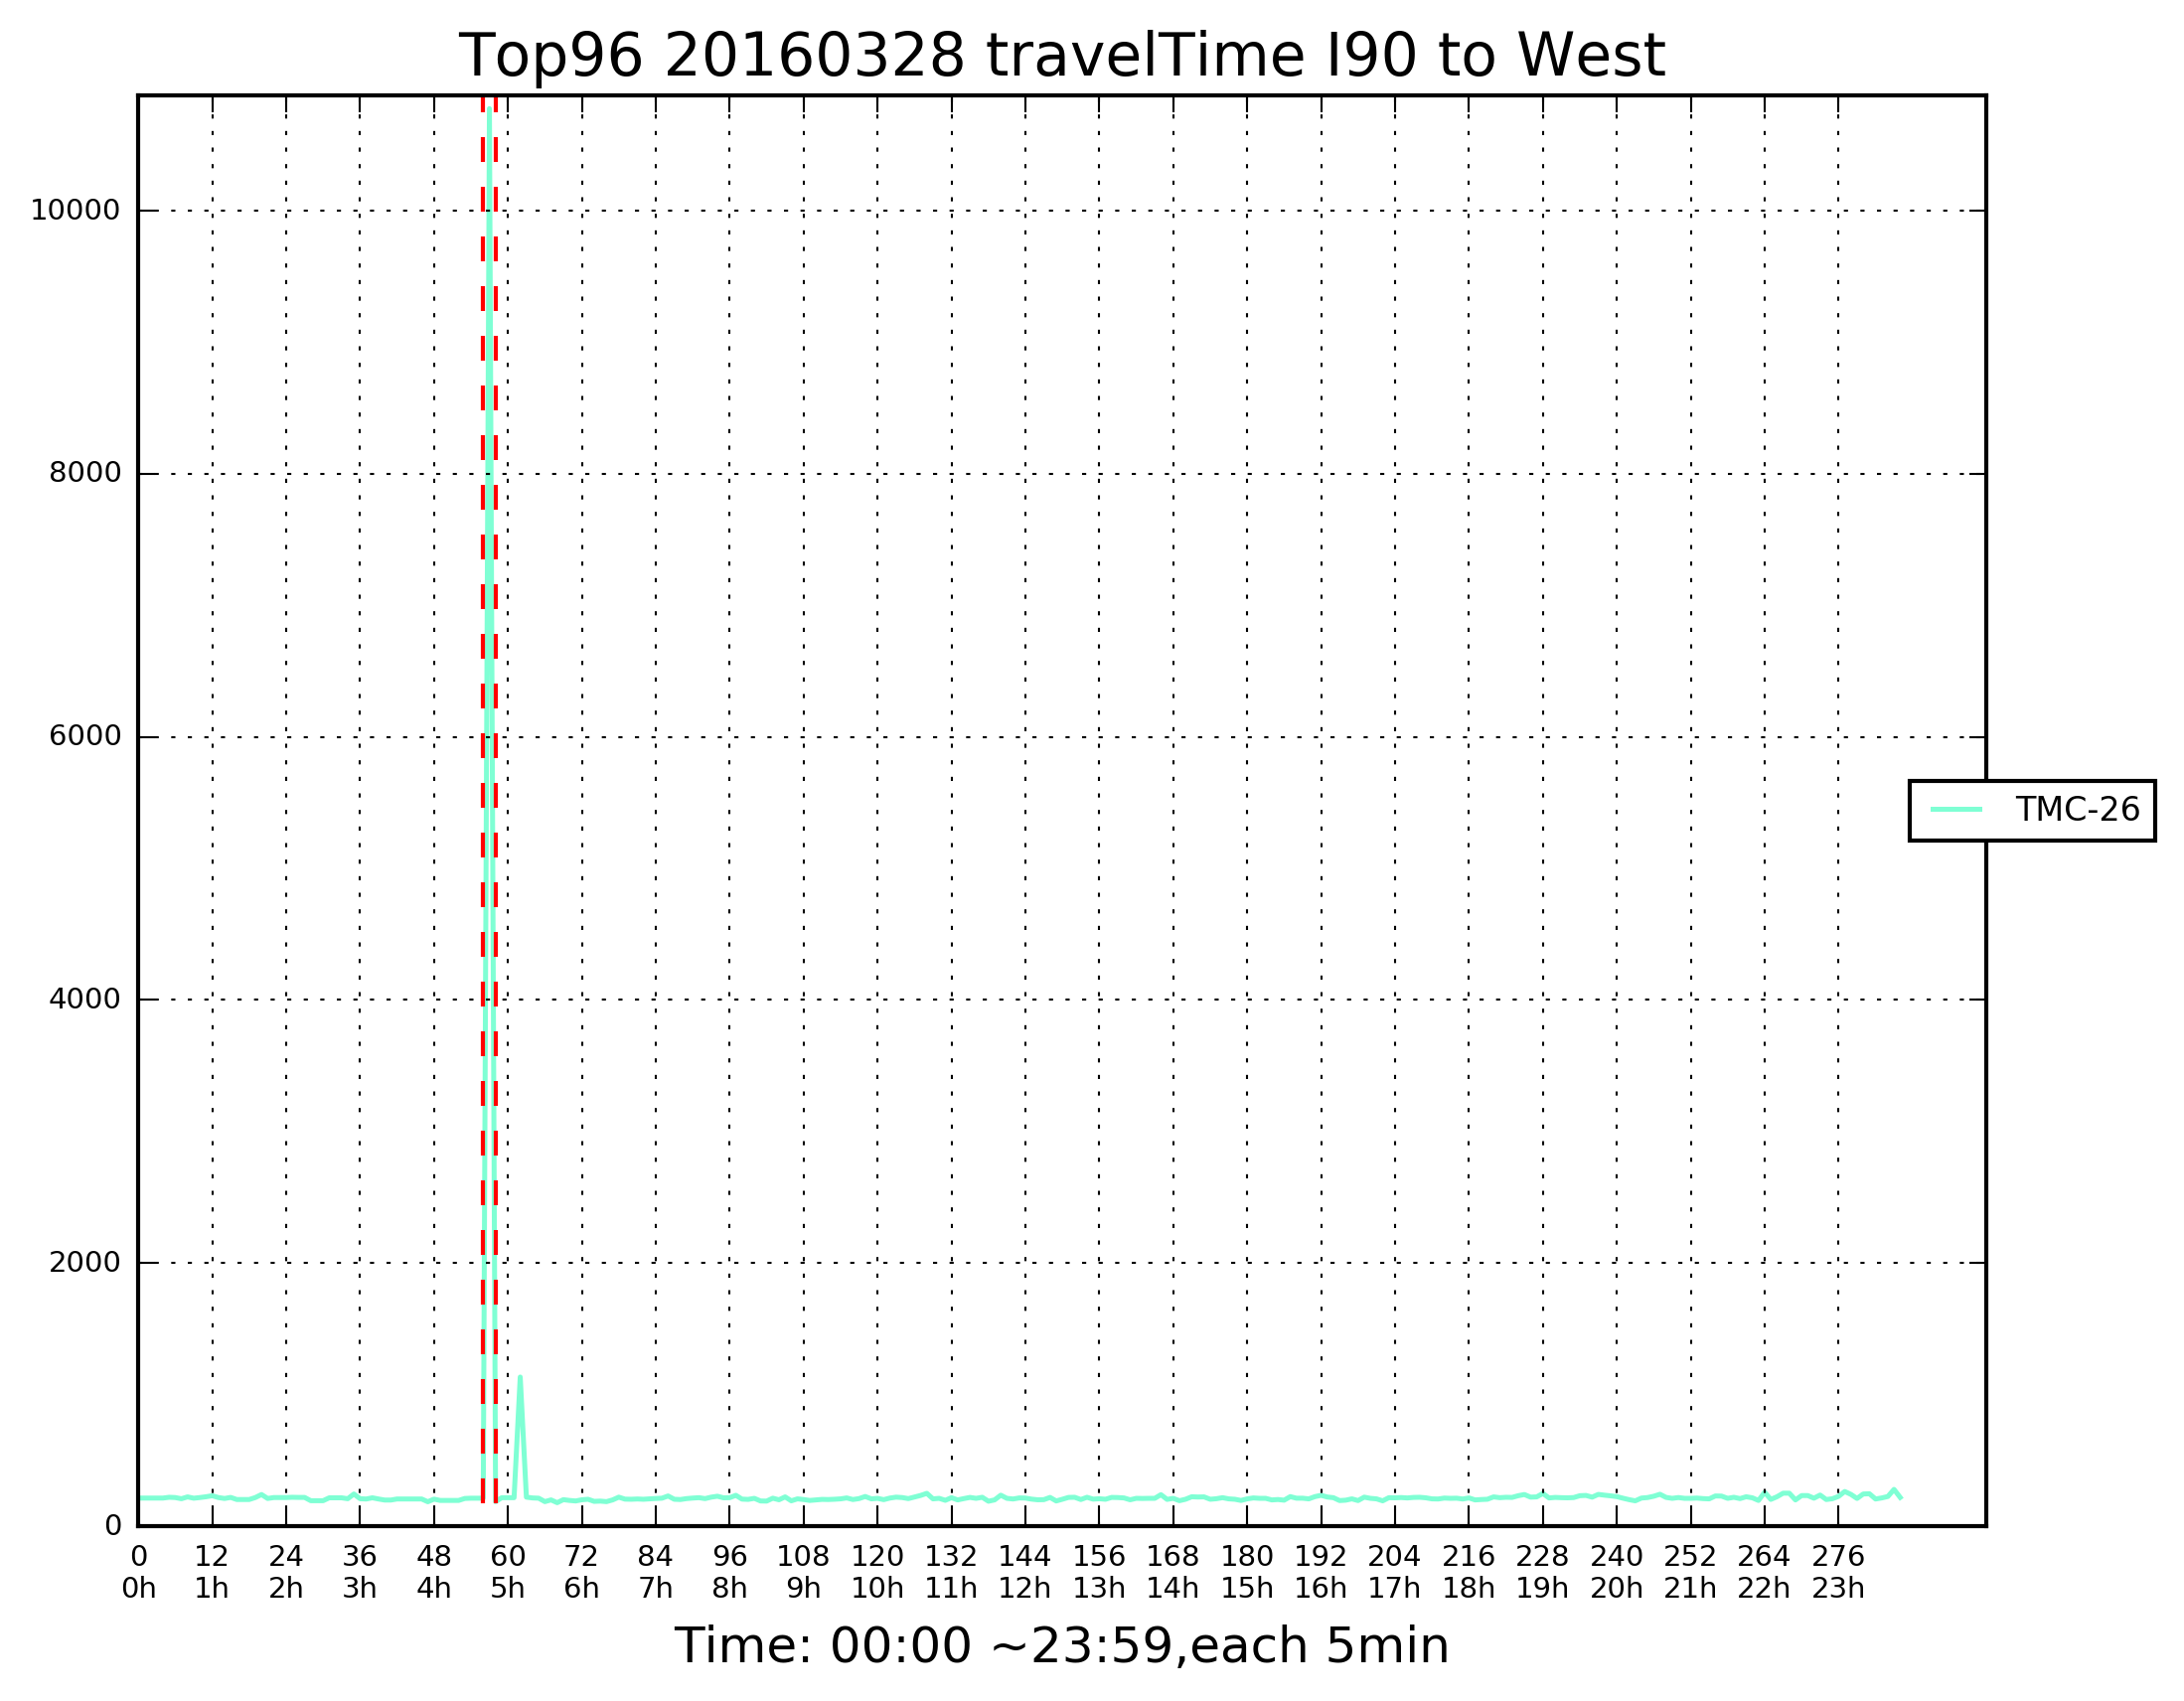 Top96 20160328 travelTime I90 to West
10000
8000
6000
4000
2000
0
TMC-26
0 12 24 36 48 60 72 84 96 108 120 132 144 156 168 180 192 204 216 228 240 252 264 276
0h 1h 2h 3h 4h 5h 6h 7h 8h 9h 10h 11h 12h 13h 14h 15h 16h 17h 18h 19h 20h 21h 22h 23h
Time: 00:00 ~23:59,each 5min